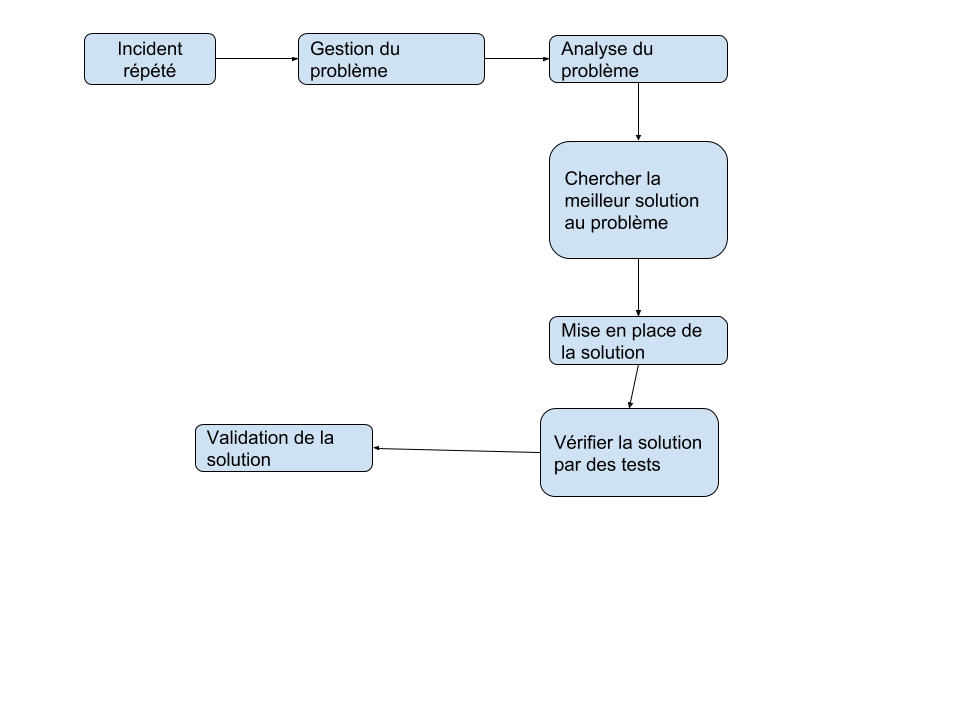 Incident
répété
Gestion du
problème
Analyse du
problème
Chercher la
meilleur solution
au problème
Mise en place de
la solution
Vérifier la solution
par des tests
Validation de la
solution